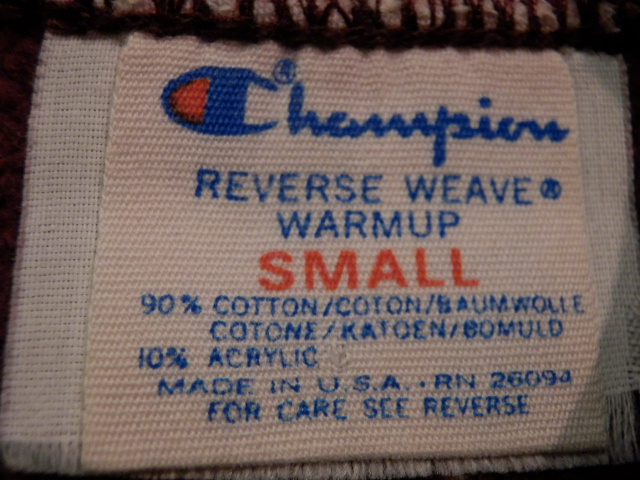 Champion®
REVERSE WEAVE®
WARMUP
SMALL
90% COTTON/COTON/BAUMWOLLE
COTONE/KATOEN/BOMULD
10% ACRYLIC
MADE IN U.S.A. · RN 26094
FOR CARE SEE REVERSE